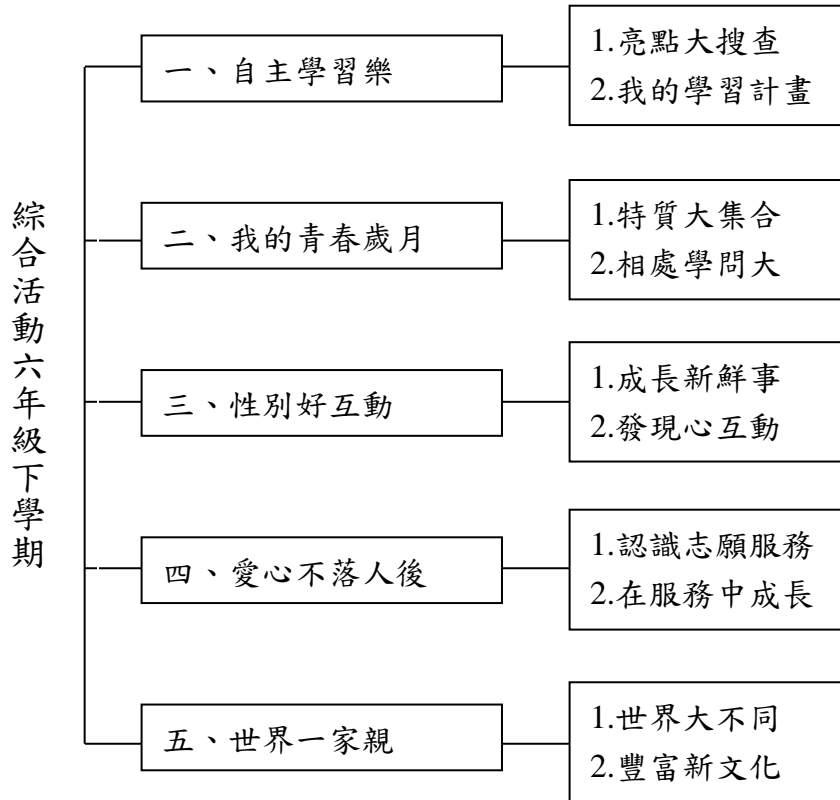 綜合活動六年級下學期
一、自主學習樂
1.亮點大搜查
2.我的學習計畫
二、我的青春歲月
1.特質大集合
2.相處學問大
三、性別好互動
1.成長新鮮事
2.發現心互動
四、愛心不落人後
1.認識志願服務
2.在服務中成長
五、世界一家親
1.世界大不同
2.豐富新文化